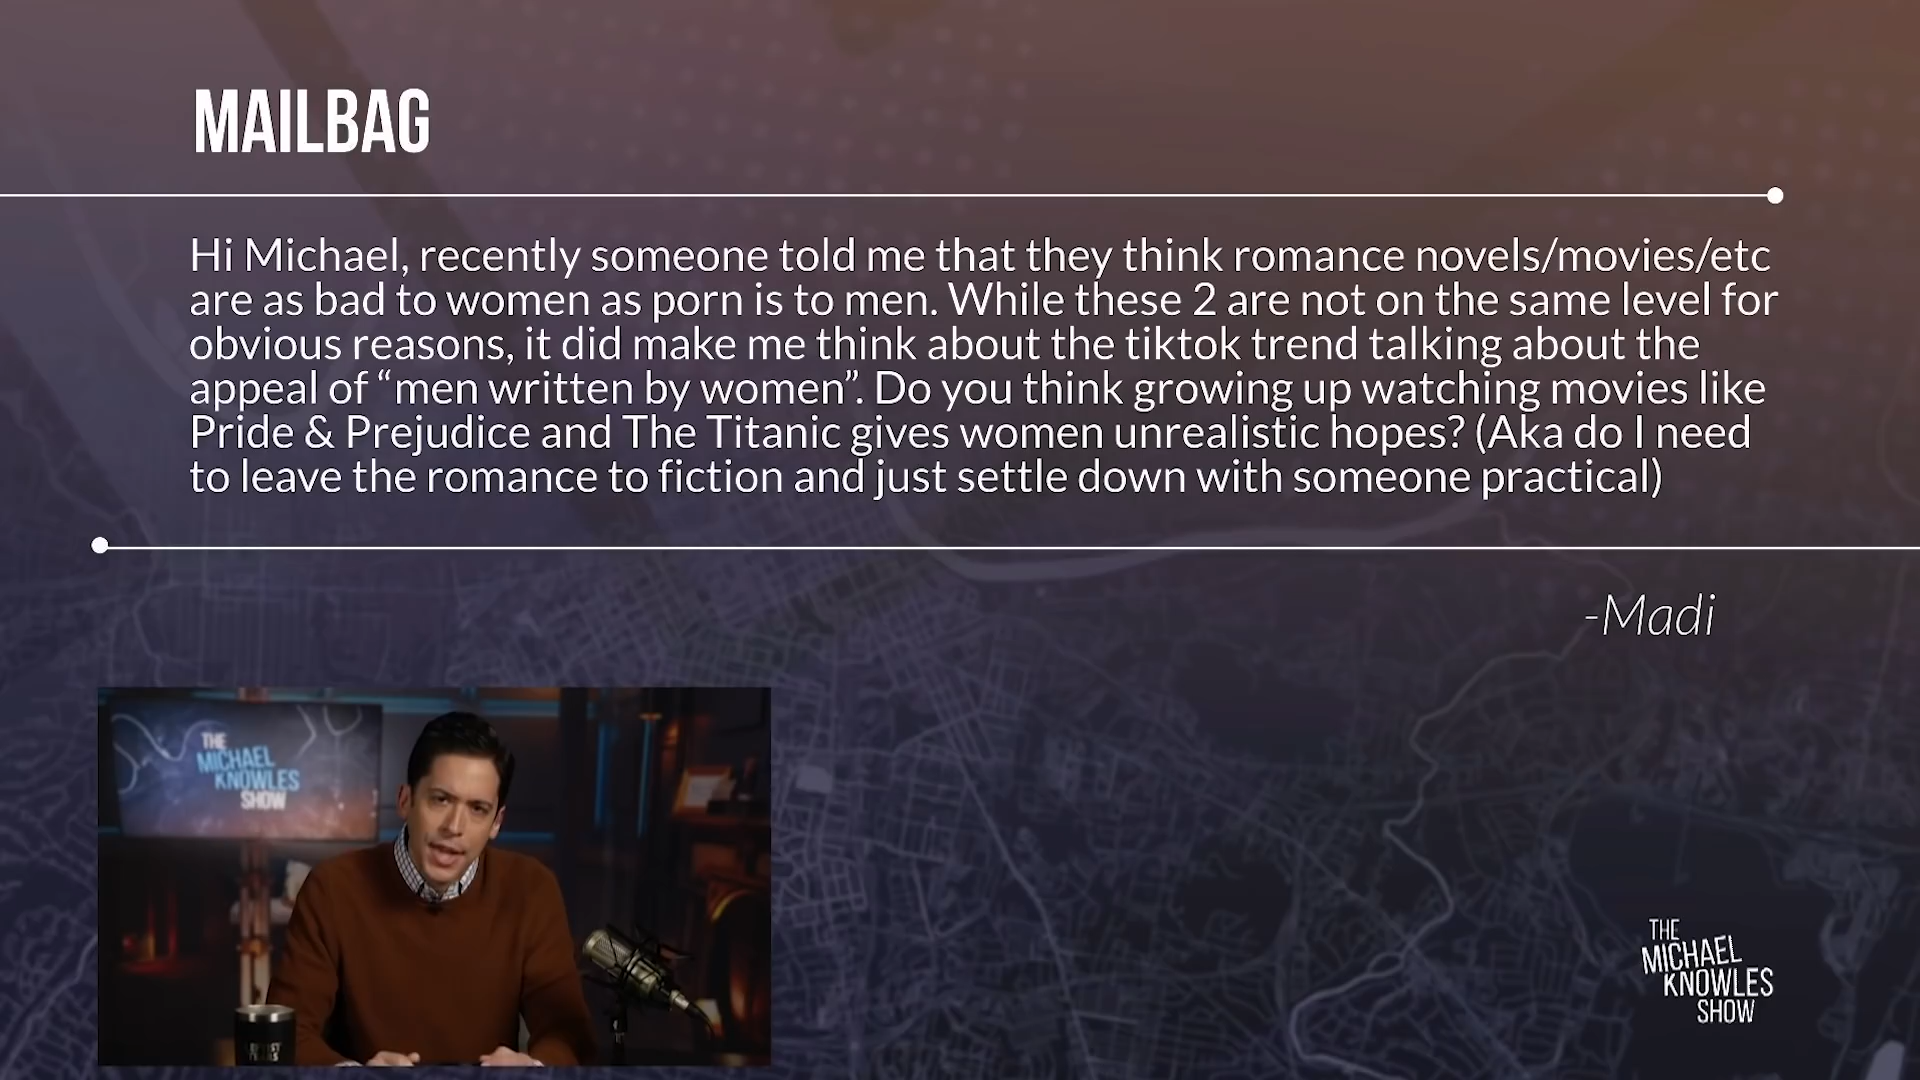 MAILBAG
Hi Michael, recently someone told me that they think romance novels/movies/etc
are as bad to women as porn is to men. While these 2 are not on the same level for
obvious reasons, it did make me think about the tiktok trend talking about the
appeal of “men written by women”. Do you think growing up watching movies like
Pride & Prejudice and The Titanic gives women unrealistic hopes? (Aka do I need
to leave the romance to fiction and just settle down with someone practical)
-Madi
THE
MICHAEL
KNOWLES
SHOW
THE
MICHAEL
KNOWLES
SHOW